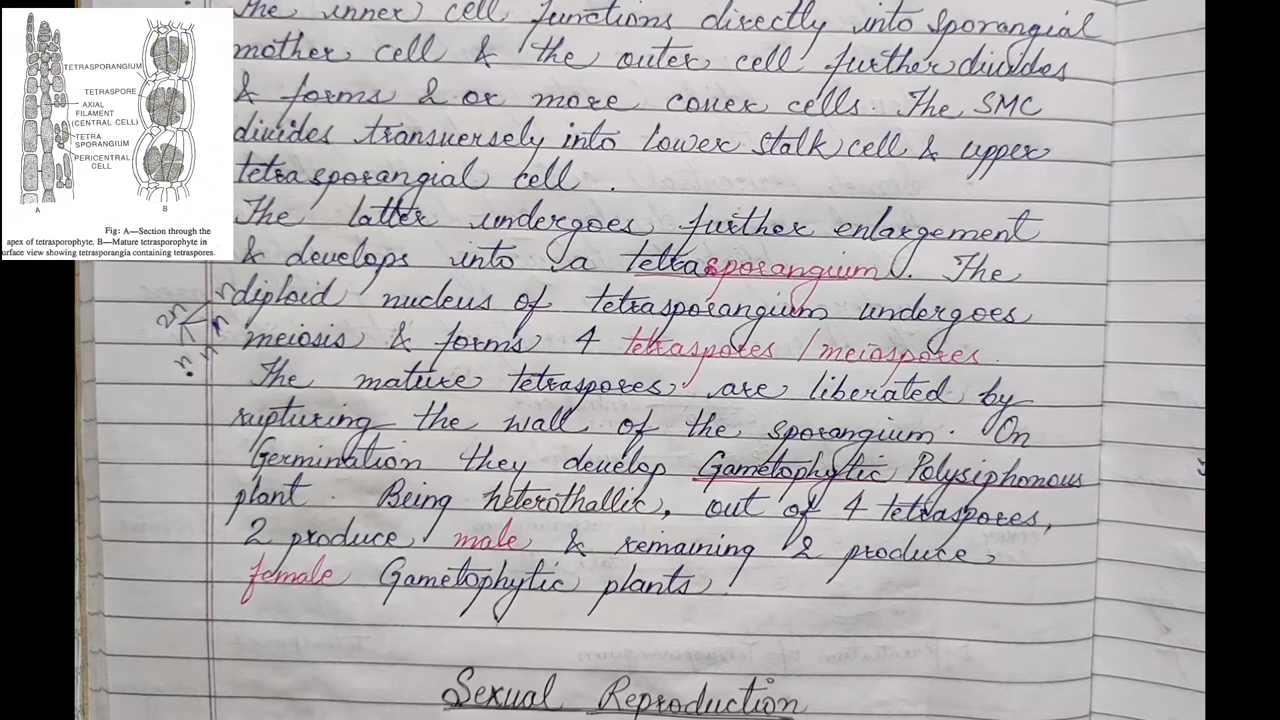 TETRASPORANGIUM
TETRASPORE
AXIAL
FILAMENT
(CENTRAL CELL)
TETRA
SPORANGIUM
PERICENTRAL
CELL
A
B
Fig: A—Section through the
apex of tetrasporophyte. B—Mature tetrasporophyte in
urface view showing tetrasporangia containing tetraspores.
The inner cell functions directly into sporangial
mother cell & the outer cell further divides
& forms 2 or more cover cells. The SMC
divides transversely into lower stalk cell & upper
tetrasporangial cell.
The latter undergoes further enlargement
& develops into a tetrasporangium. The
diploid nucleus of tetrasporangium undergoes
meiosis & forms 4 tetraspores / meiospores.
2n
n
n
n
n
The mature tetraspores are liberated by
rupturing the wall of the sporangium. On
Germination they develop Gametophytic Polysiphonous
plant. Being heterothallic, out of 4 tetraspores,
2 produce male & remaining 2 produce
female Gametophytic plants.
Sexual Reproduction